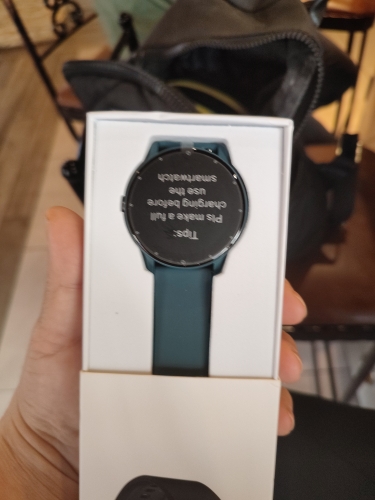 Tips:
Pls make a full
charging before
use the
smartwatch